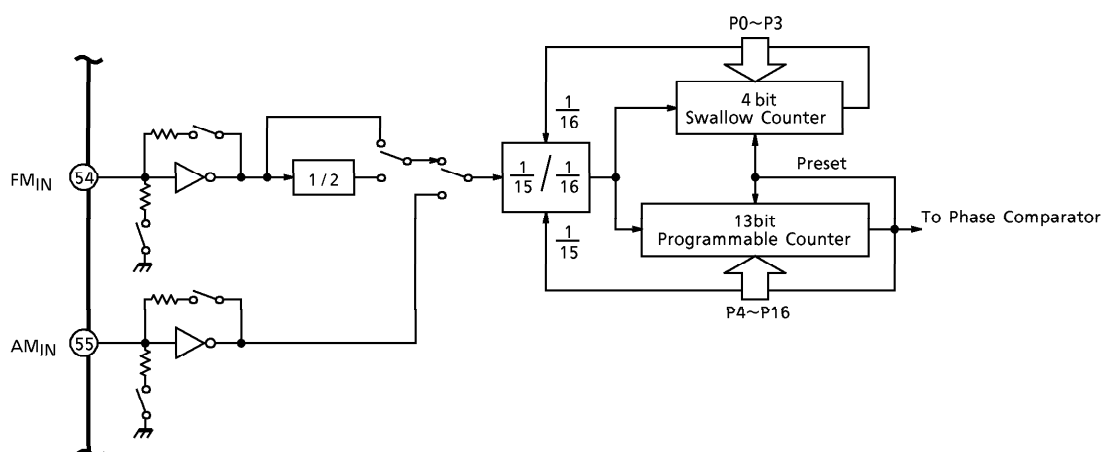 P0~P3
4 bit
Swallow Counter
1/16
FMIN
54
1 / 2
1/15 / 1/16
Preset
13bit
Programmable Counter
To Phase Comparator
1/15
P4~P16
AMIN
55